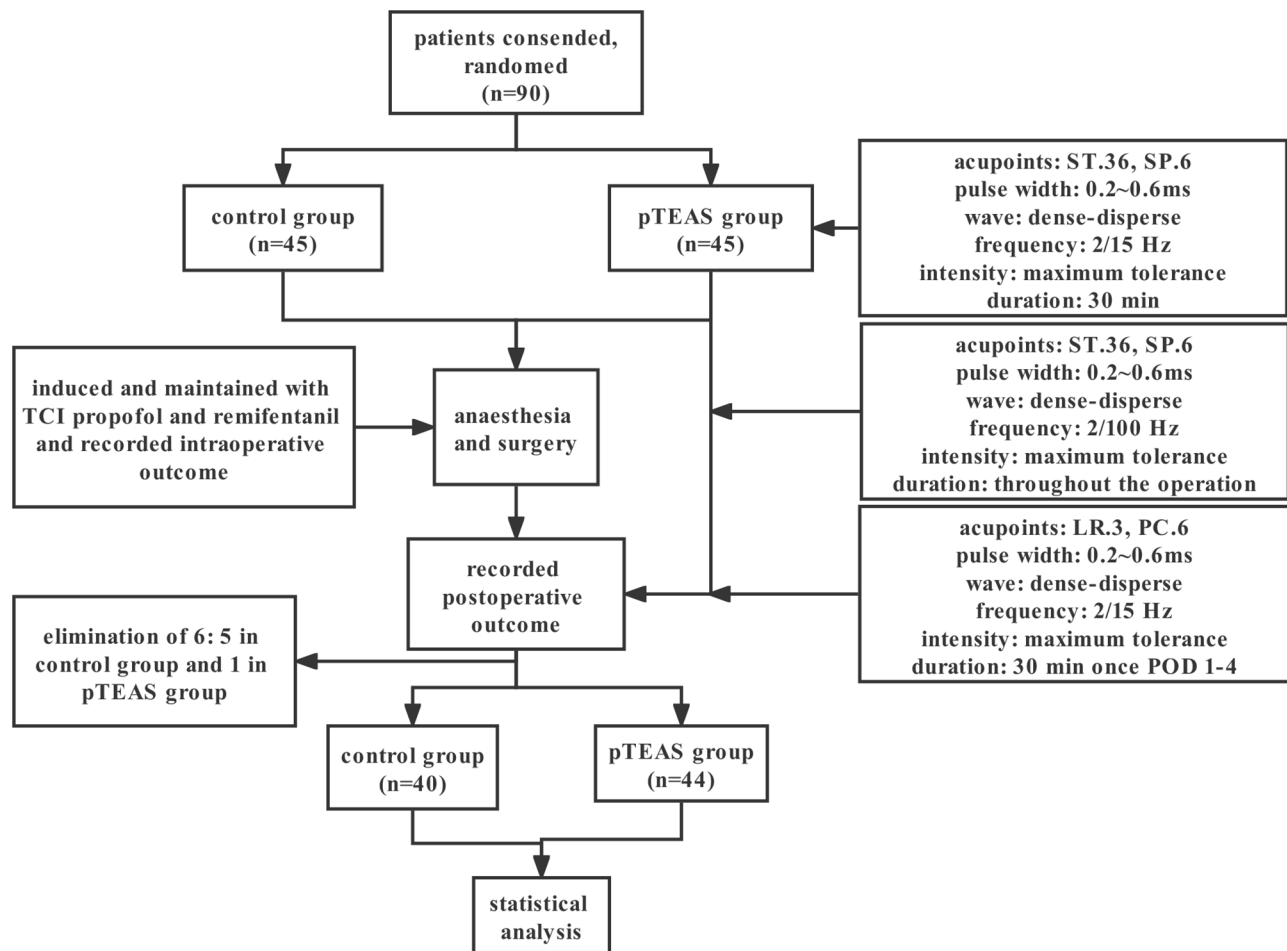 patients consended,
randomed
(n=90)
control group
(n=45)
pTEAS group
(n=45)
acupoints: ST.36, SP.6
pulse width: 0.2~0.6ms
wave: dense-disperse
frequency: 2/15 Hz
intensity: maximum tolerance
duration: 30 min
induced and maintained with
TCI propofol and remifentanil
and recorded intraoperative
outcome
anaesthesia
and surgery
acupoints: ST.36, SP.6
pulse width: 0.2~0.6ms
wave: dense-disperse
frequency: 2/100 Hz
intensity: maximum tolerance
duration: throughout the operation
recorded
postoperative
outcome
acupoints: LR.3, PC.6
pulse width: 0.2~0.6ms
wave: dense-disperse
frequency: 2/15 Hz
intensity: maximum tolerance
duration: 30 min once POD 1-4
elimination of 6: 5 in
control group and 1 in
pTEAS group
control group
(n=40)
pTEAS group
(n=44)
statistical
analysis